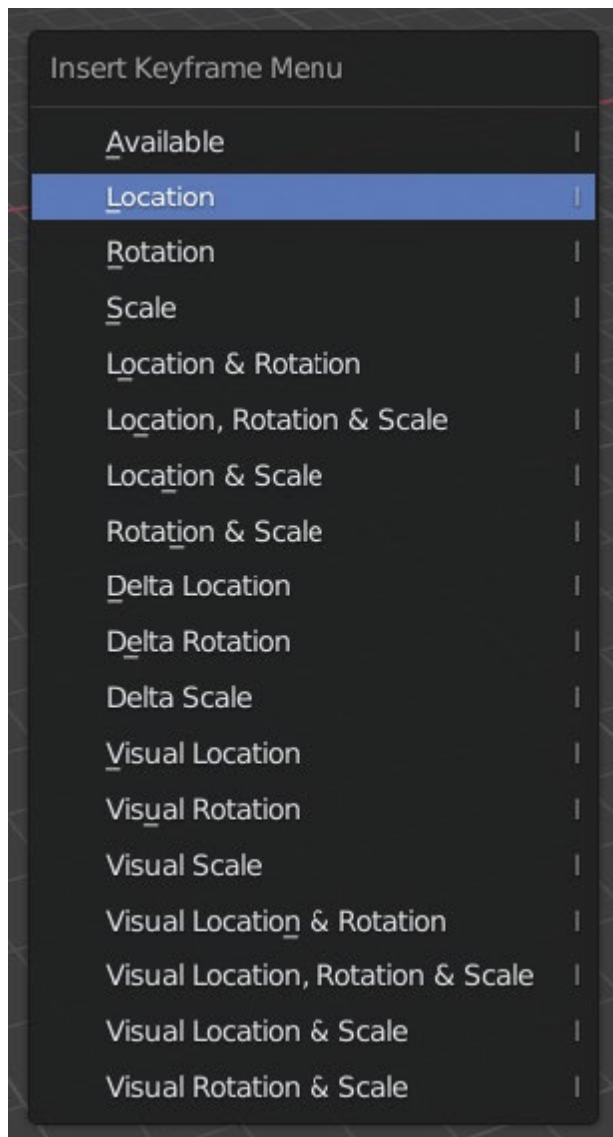 Insert Keyframe Menu
Available
Location
Rotation
Scale
Location & Rotation
Location, Rotation & Scale
Location & Scale
Rotation & Scale
Delta Location
Delta Rotation
Delta Scale
Visual Location
Visual Rotation
Visual Scale
Visual Location & Rotation
Visual Location, Rotation & Scale
Visual Location & Scale
Visual Rotation & Scale